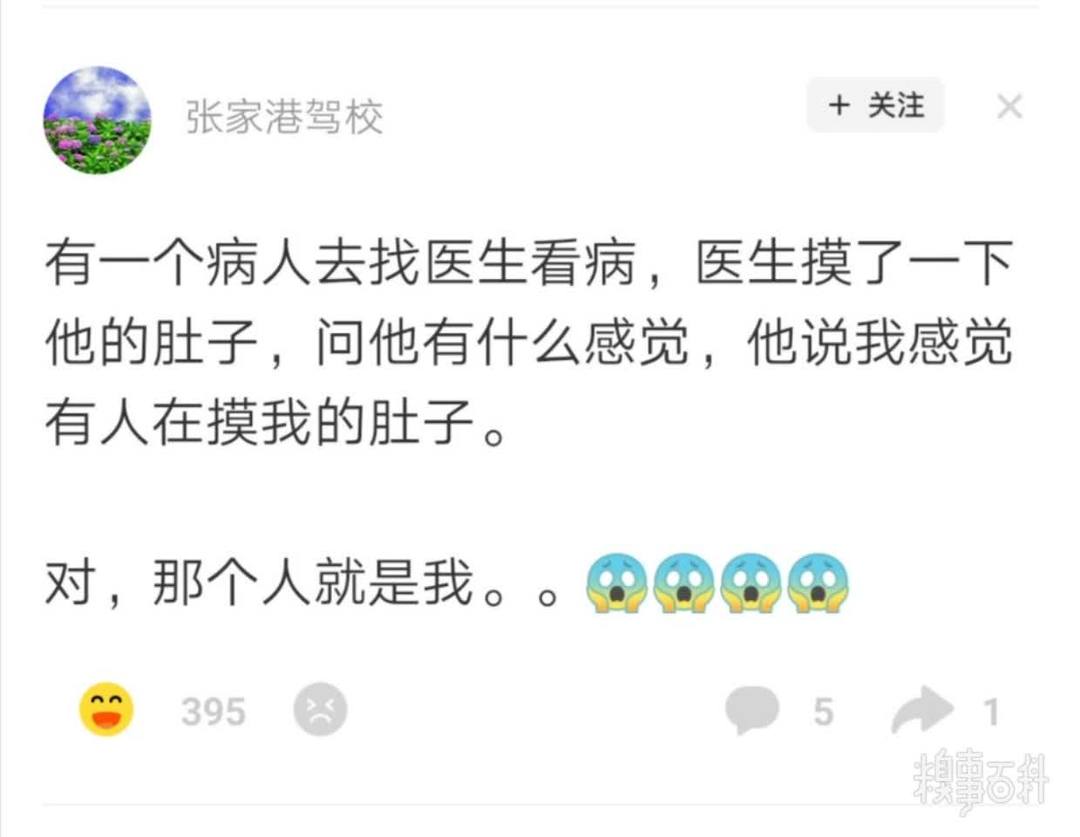 张家港驾校
+ 关注 ×
有一个病人去找医生看病，医生摸了一下
他的肚子，问他有什么感觉，他说我感觉
有人在摸我的肚子。
对，那个人就是我。。😱😱😱😱
395
5
1
糗事百科